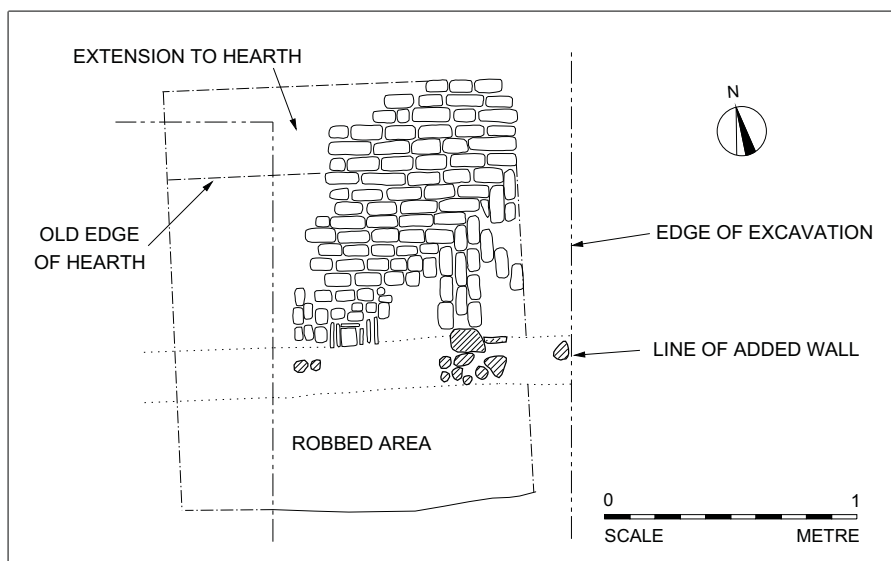 EXTENSION TO HEARTH
N
OLD EDGE
OF HEARTH
EDGE OF EXCAVATION
LINE OF ADDED WALL
ROBBED AREA
0 1
SCALE METRE